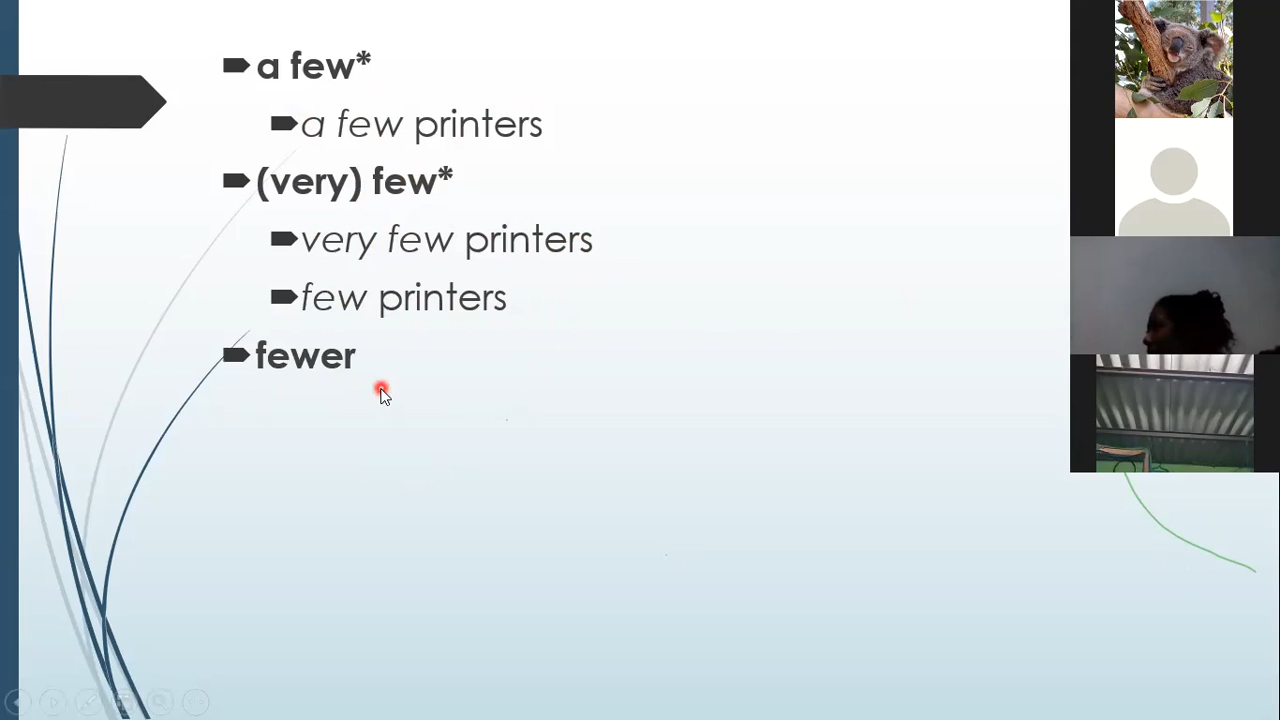 a few*
a few printers
(very) few*
very few printers
few printers
fewer